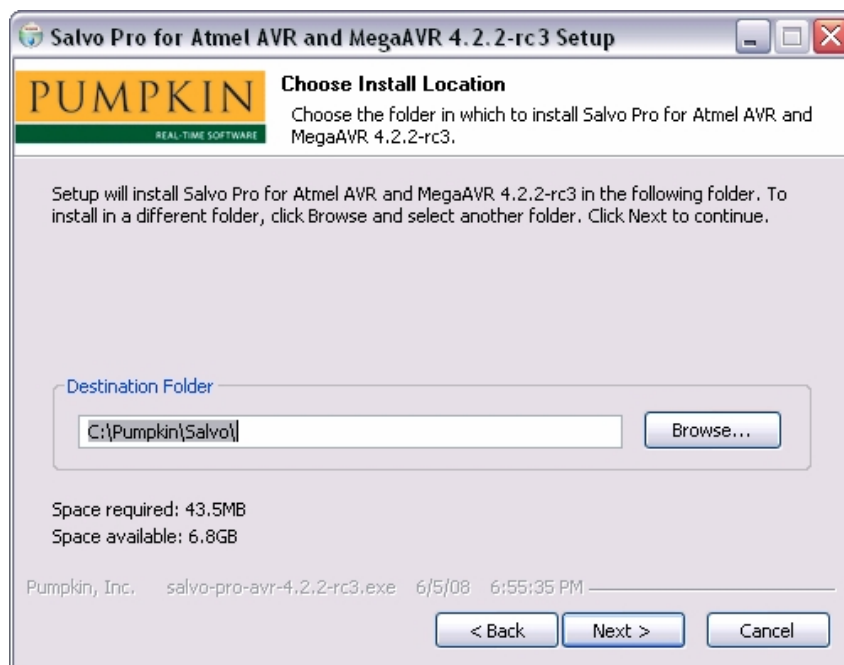 Salvo Pro for Atmel AVR and MegaAVR 4.2.2-rc3 Setup
PUMPKIN
REAL-TIME SOFTWARE
Choose Install Location
Choose the folder in which to install Salvo Pro for Atmel AVR and
MegaAVR 4.2.2-rc3.
Setup will install Salvo Pro for Atmel AVR and MegaAVR 4.2.2-rc3 in the following folder. To
install in a different folder, click Browse and select another folder. Click Next to continue.
Destination Folder
C:\Pumpkin\Salvo\
Browse...
Space required: 43.5MB
Space available: 6.8GB
Pumpkin, Inc. salvo-pro-avr-4.2.2-rc3.exe 6/5/08 6:55:35 PM
< Back Next > Cancel